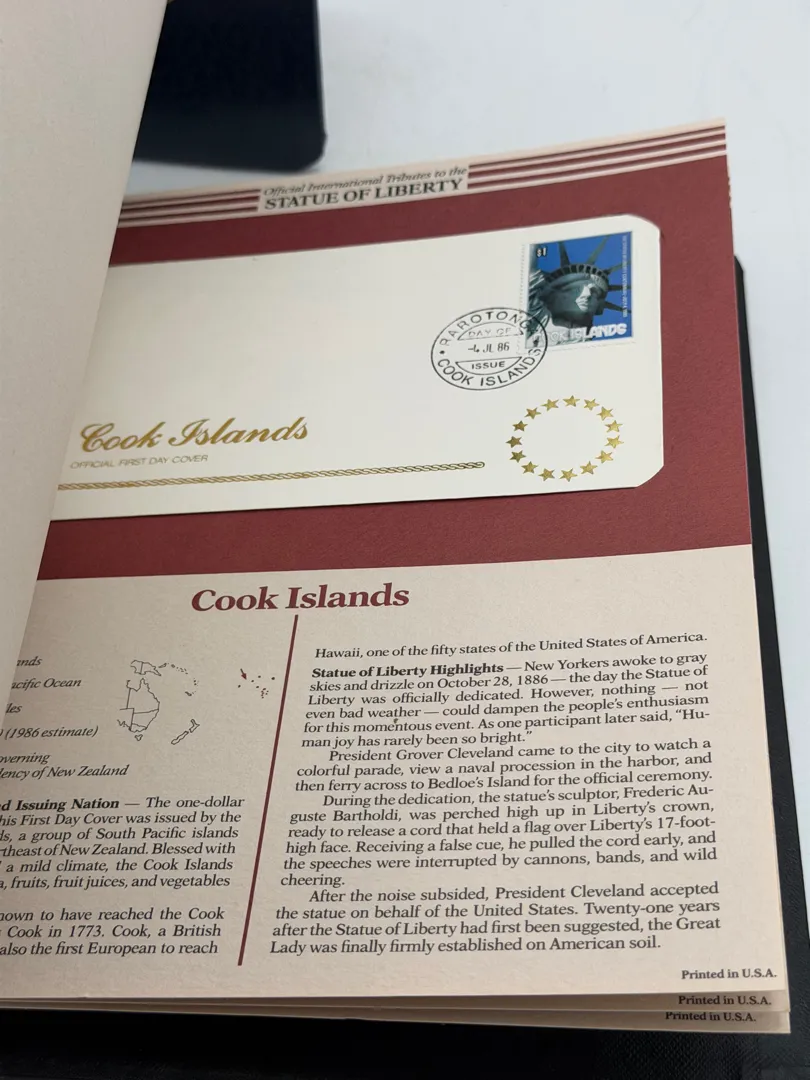 Official International Tributes to the
STATUE OF LIBERTY
$1
COOK ISLANDS
RAROTONGA
DAY OF
-4 JL 86
ISSUE
COOK ISLANDS
Cook Islands
OFFICIAL FIRST DAY COVER
Cook Islands
ands
acific Ocean
les
) (1986 estimate)
overning
dency of New Zealand
d Issuing Nation — The one-dollar
his First Day Cover was issued by the
ds, a group of South Pacific islands
rtheast of New Zealand. Blessed with
a mild climate, the Cook Islands
a, fruits, fruit juices, and vegetables
nown to have reached the Cook
Cook in 1773. Cook, a British
also the first European to reach
Hawaii, one of the fifty states of the United States of America.
Statue of Liberty Highlights — New Yorkers awoke to gray
skies and drizzle on October 28, 1886 — the day the Statue of
Liberty was officially dedicated. However, nothing — not
even bad weather — could dampen the people's enthusiasm
for this momentous event. As one participant later said, "Hu-
man joy has rarely been so bright."
President Grover Cleveland came to the city to watch a
colorful parade, view a naval procession in the harbor, and
then ferry across to Bedloe's Island for the official ceremony.
During the dedication, the statue's sculptor, Frederic Au-
guste Bartholdi, was perched high up in Liberty's crown,
ready to release a cord that held a flag over Liberty's 17-foot-
high face. Receiving a false cue, he pulled the cord early, and
the speeches were interrupted by cannons, bands, and wild
cheering.
After the noise subsided, President Cleveland accepted
the statue on behalf of the United States. Twenty-one years
after the Statue of Liberty had first been suggested, the Great
Lady was finally firmly established on American soil.
Printed in U.S.A.
Printed in U.S.A.
Printed in U.S.A.